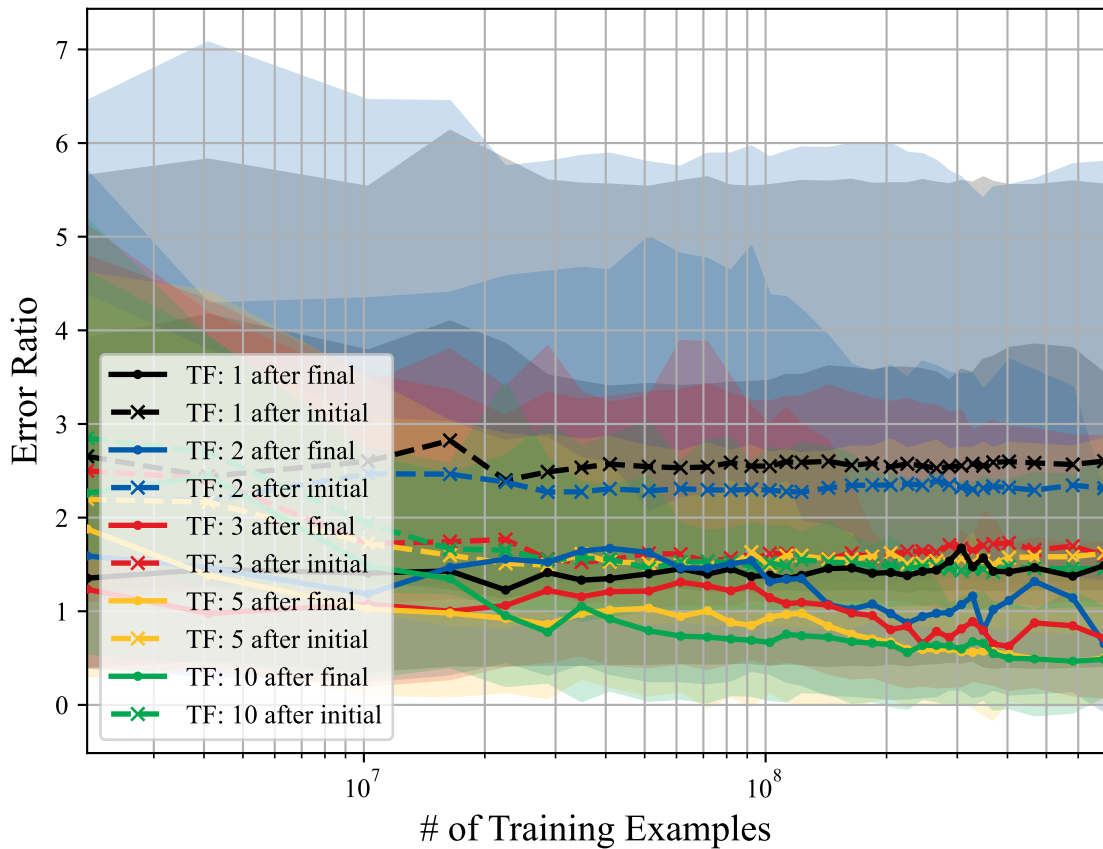 7
6
5
4
3
2
1
0
Error Ratio
TF: 1 after final
TF: 1 after initial
TF: 2 after final
TF: 2 after initial
TF: 3 after final
TF: 3 after initial
TF: 5 after final
TF: 5 after initial
TF: 10 after final
TF: 10 after initial
10⁷
10⁸
# of Training Examples